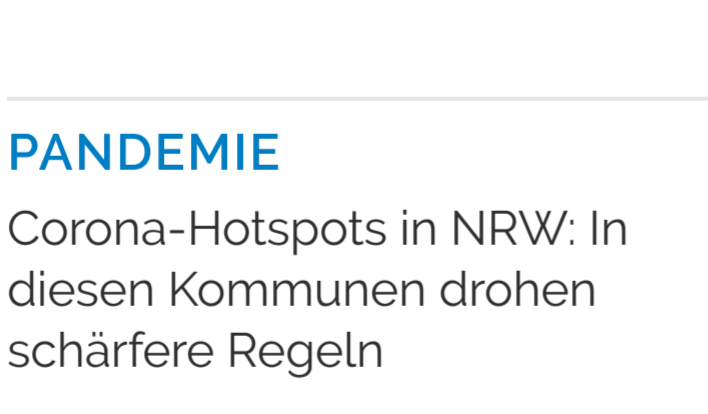 PANDEMIE
Corona-Hotspots in NRW: In
diesen Kommunen drohen
schärfere Regeln